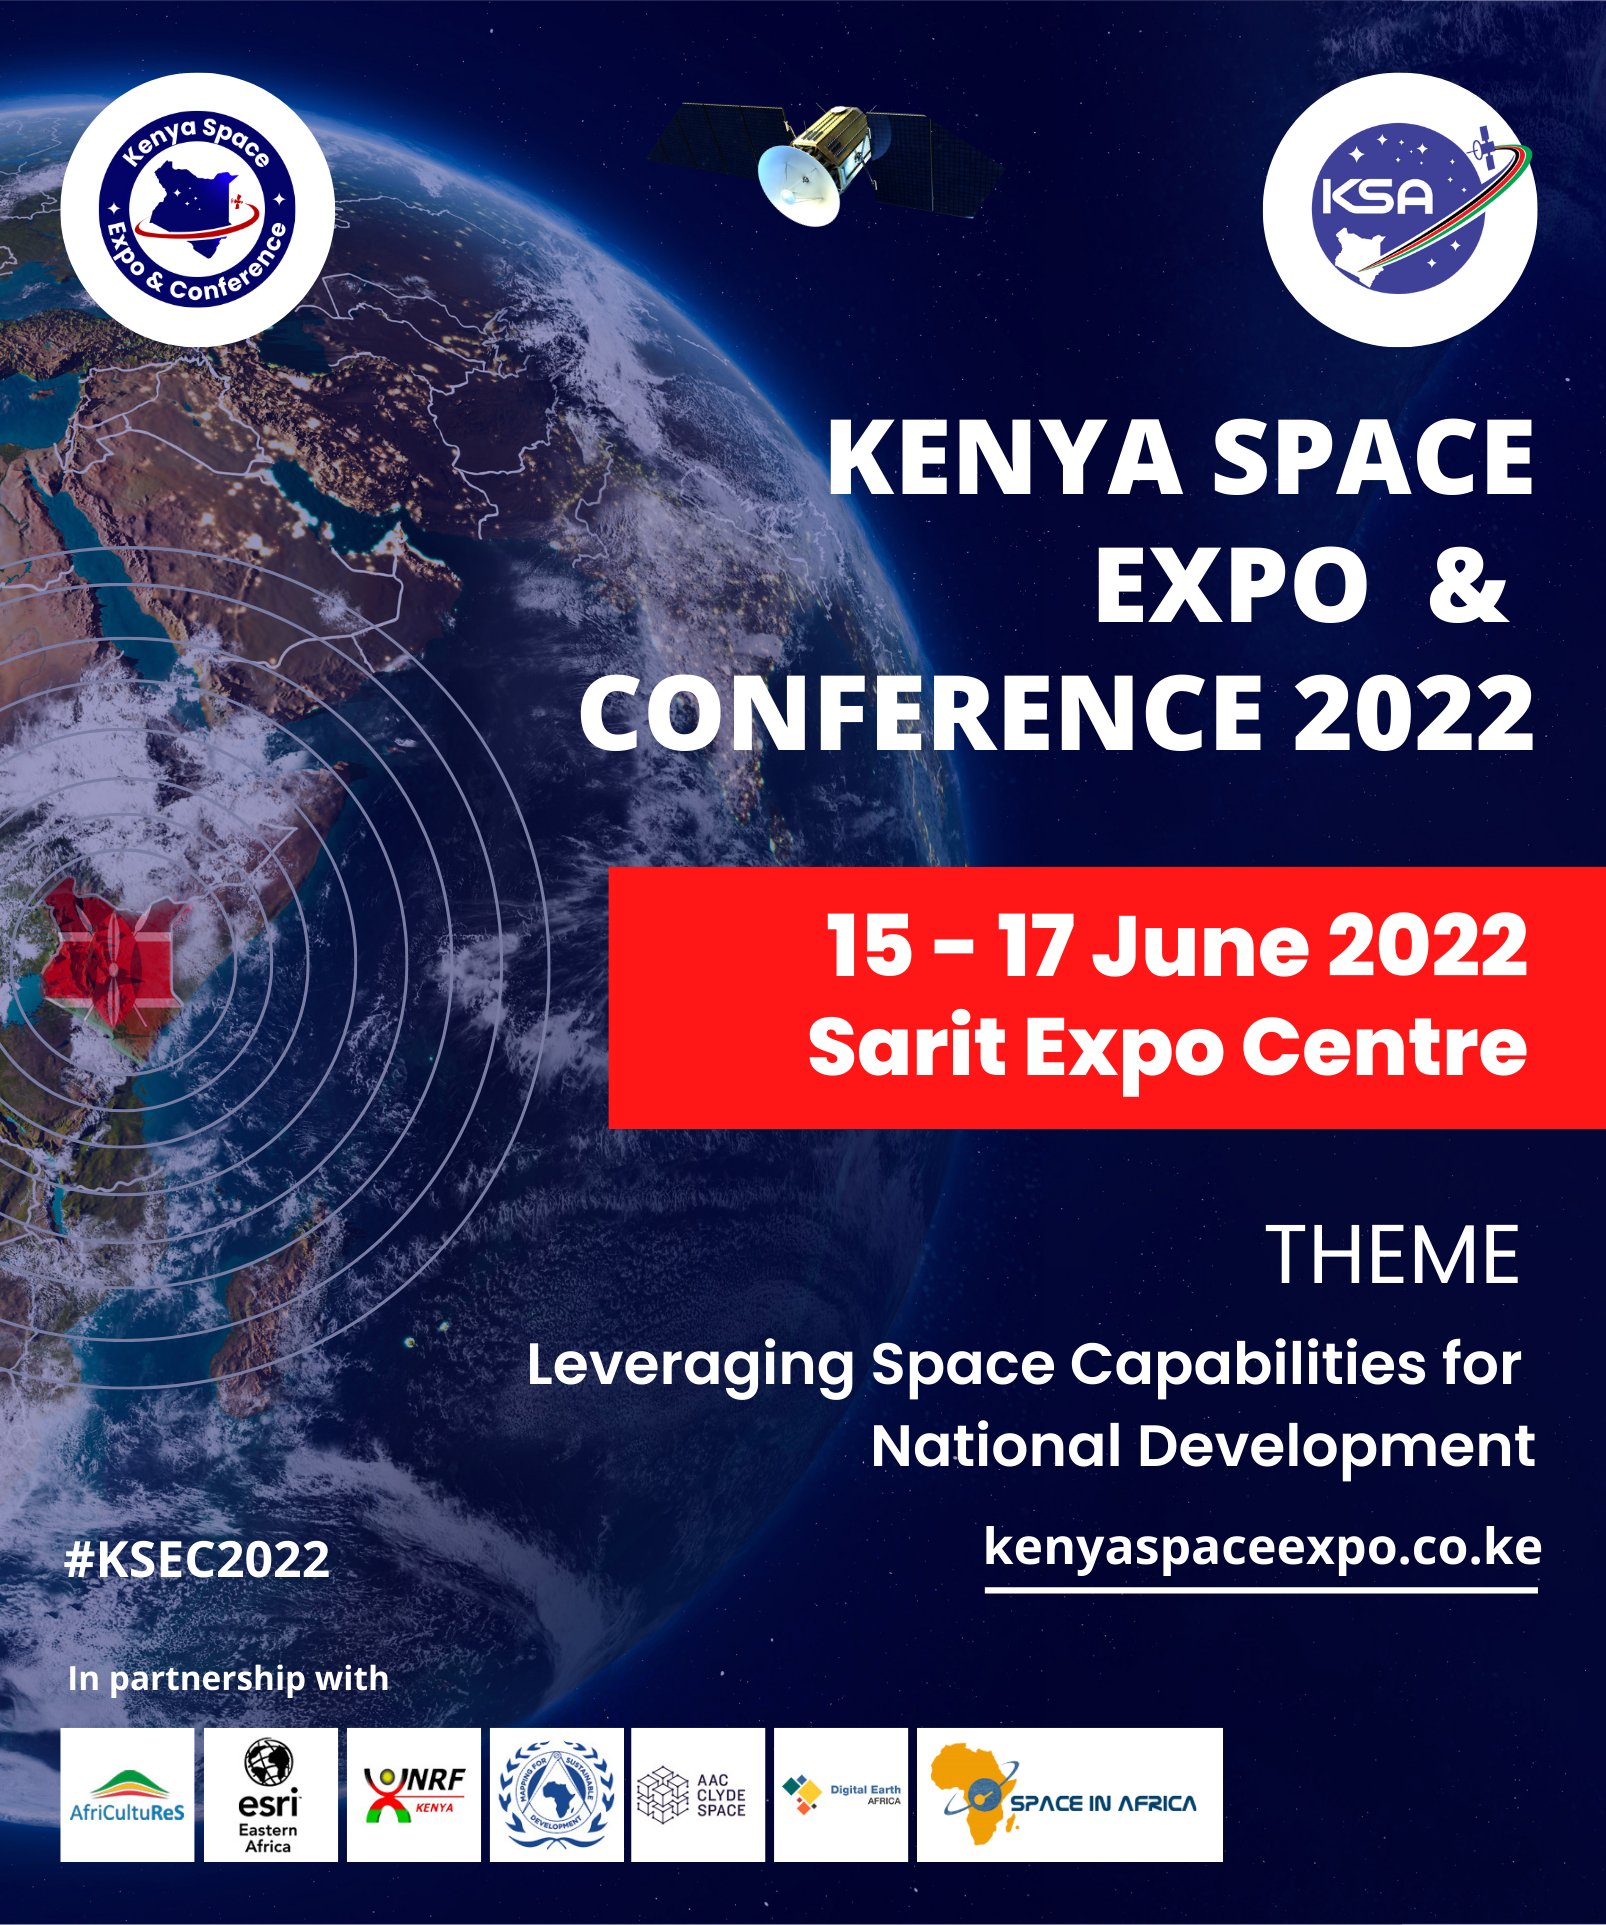 Kenya Space
Expo & Conference
KSA
KENYA SPACE
EXPO &
CONFERENCE 2022
15 - 17 June 2022
Sarit Expo Centre
THEME
Leveraging Space Capabilities for
National Development
kenyaspaceexpo.co.ke
#KSEC2022
In partnership with
AfriCultuReS
esri
Eastern
Africa
NRF
KENYA
MAPPING FOR
SUSTAINABLE
DEVELOPMENT
AAC
CLYDE
SPACE
Digital Earth
AFRICA
SPACE IN AFRICA